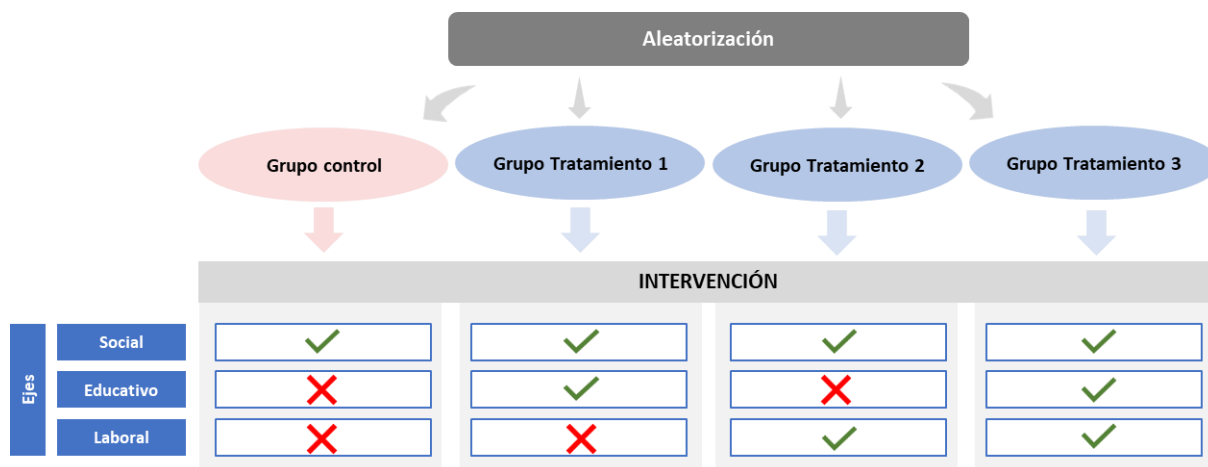 Aleatorización
Grupo control
Grupo Tratamiento 1
Grupo Tratamiento 2
Grupo Tratamiento 3
INTERVENCIÓN
Ejes
Social
Educativo
Laboral